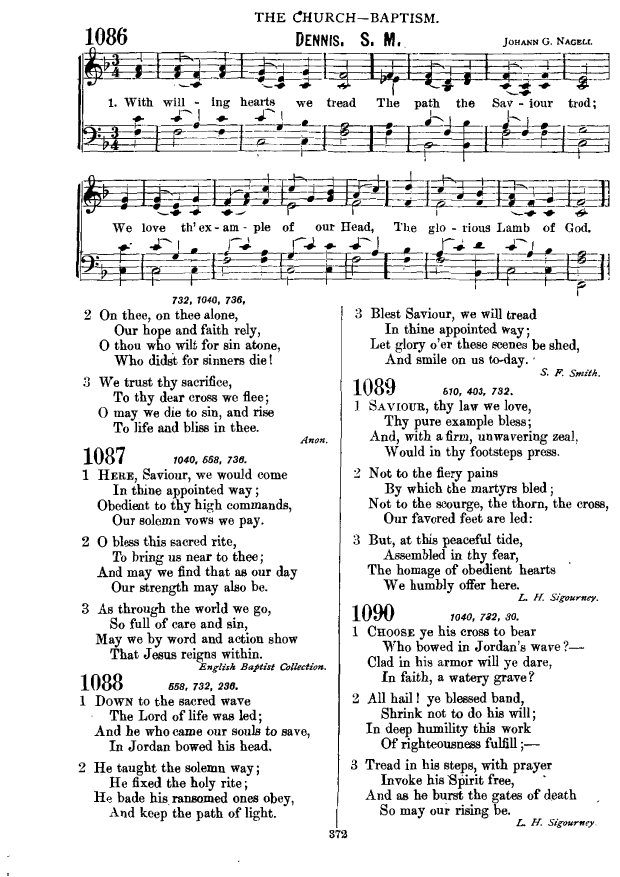 THE CHURCH—BAPTISM.
1086
DENNIS. S. M.
JOHANN G. NAGELI.
1. With will - ing hearts we tread The path the Sav - iour trod;
We love th' ex - am - ple of our Head, The glo - rious Lamb of God.
732, 1040, 736,
2 On thee, on thee alone,
Our hope and faith rely,
O thou who wilt for sin atone,
Who didst for sinners die!
3 We trust thy sacrifice,
To thy dear cross we flee;
O may we die to sin, and rise
To life and bliss in thee.
Anon.
1087
1040, 558, 736.
1 HERE, Saviour, we would come
In thine appointed way;
Obedient to thy high commands,
Our solemn vows we pay.
2 O bless this sacred rite,
To bring us near to thee;
And may we find that as our day
Our strength may also be.
3 As through the world we go,
So full of care and sin,
May we by word and action show
That Jesus reigns within.
English Baptist Collection.
1088
558, 732, 236.
1 DOWN to the sacred wave
The Lord of life was led;
And he who came our souls to save,
In Jordan bowed his head.
2 He taught the solemn way;
He fixed the holy rite;
He bade his ransomed ones obey,
And keep the path of light.
3 Blest Saviour, we will tread
In thine appointed way;
Let glory o'er these scenes be shed,
And smile on us to-day.
S. F. Smith.
1089
510, 403, 732.
1 SAVIOUR, thy law we love,
Thy pure example bless;
And, with a firm, unwavering zeal,
Would in thy footsteps press.
2 Not to the fiery pains
By which the martyrs bled;
Not to the scourge, the thorn, the cross,
Our favored feet are led:
3 But, at this peaceful tide,
Assembled in thy fear,
The homage of obedient hearts
We humbly offer here.
L. H. Sigourney.
1090
1040, 732, 30.
1 CHOOSE ye his cross to bear
Who bowed in Jordan's wave?—
Clad in his armor will ye dare,
In faith, a watery grave?
2 All hail! ye blessed band,
Shrink not to do his will;
In deep humility this work
Of righteousness fulfill;—
3 Tread in his steps, with prayer
Invoke his Spirit free,
And as he burst the gates of death
So may our rising be.
L. H. Sigourney.
372